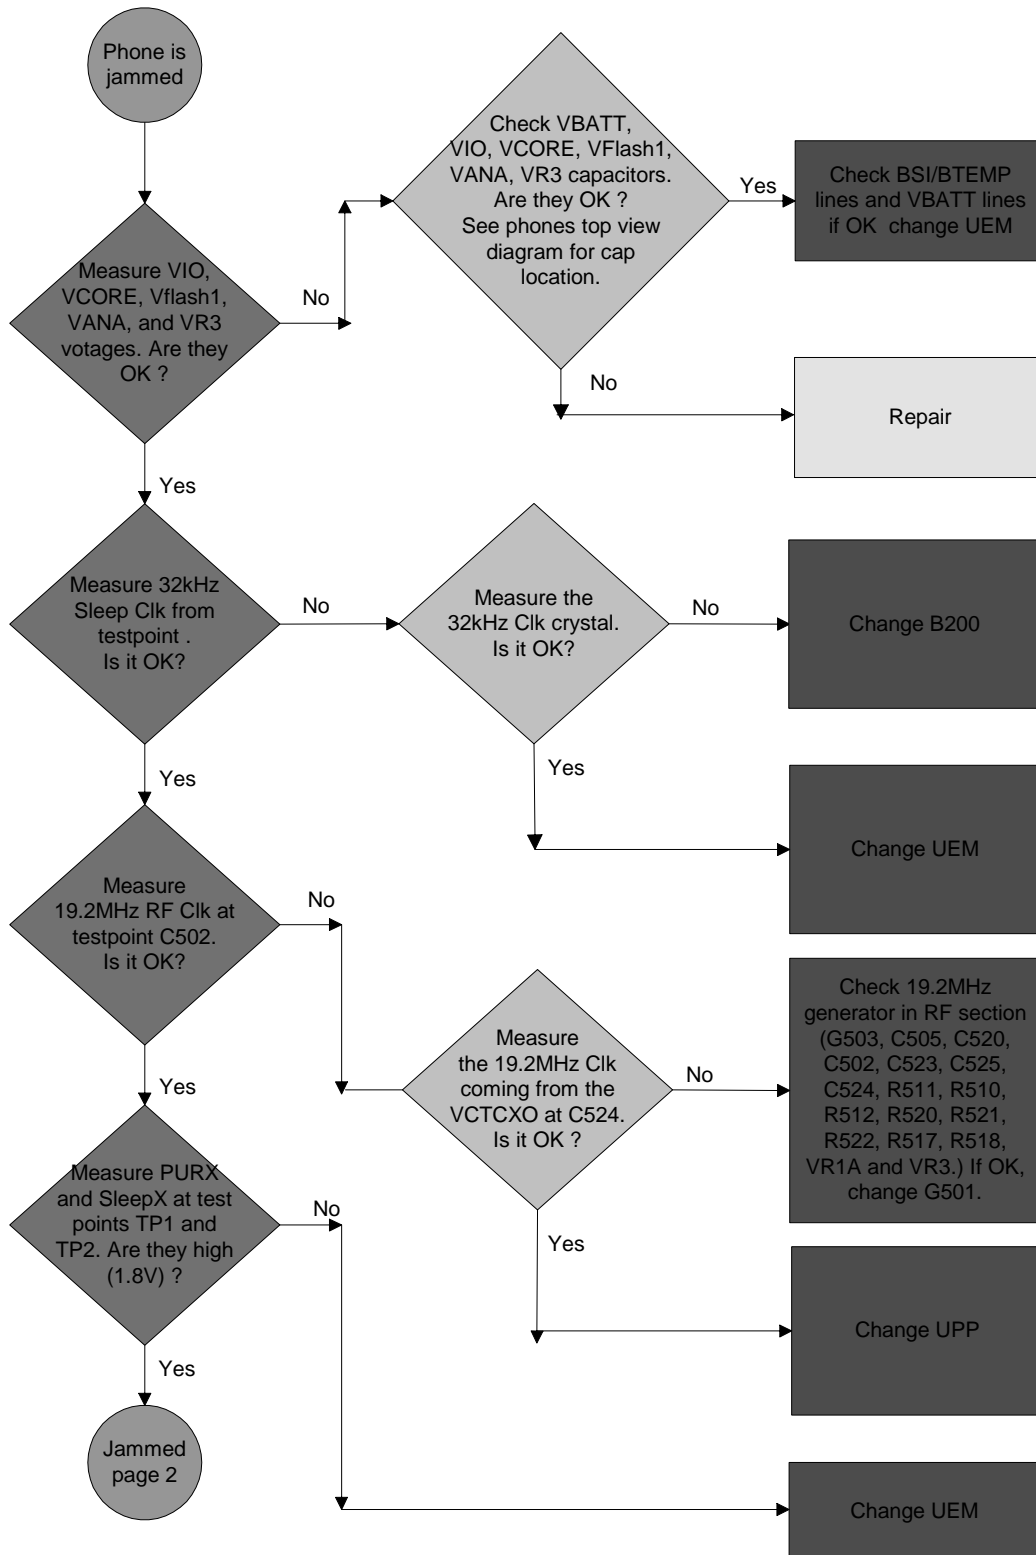 Phone is
jammed
Check VBATT,
VIO, VCORE, VFlash1,
VANA, VR3 capacitors.
Are they OK ?
See phones top view
diagram for cap
location.
Yes
Check BSI/BTEMP
lines and VBATT lines
if OK change UEM
Measure VIO,
VCORE, Vflash1,
VANA, and VR3
votages. Are they
OK ?
No
No
Repair
Yes
Measure 32kHz
Sleep Clk from
testpoint .
Is it OK?
No
Measure the
32kHz Clk crystal.
Is it OK?
No
Change B200
Yes
Yes
Change UEM
Measure
19.2MHz RF Clk at
testpoint C502.
Is it OK?
No
Measure
the 19.2MHz Clk
coming from the
VCTCXO at C524.
Is it OK ?
No
Check 19.2MHz
generator in RF section
(G503, C505, C520,
C502, C523, C525,
C524, R511, R510,
R512, R520, R521,
R522, R517, R518,
VR1A and VR3.) If OK,
change G501.
Yes
Measure PURX
and SleepX at test
points TP1 and
TP2. Are they high
(1.8V) ?
No
Yes
Change UPP
Yes
Jammed
page 2
Change UEM